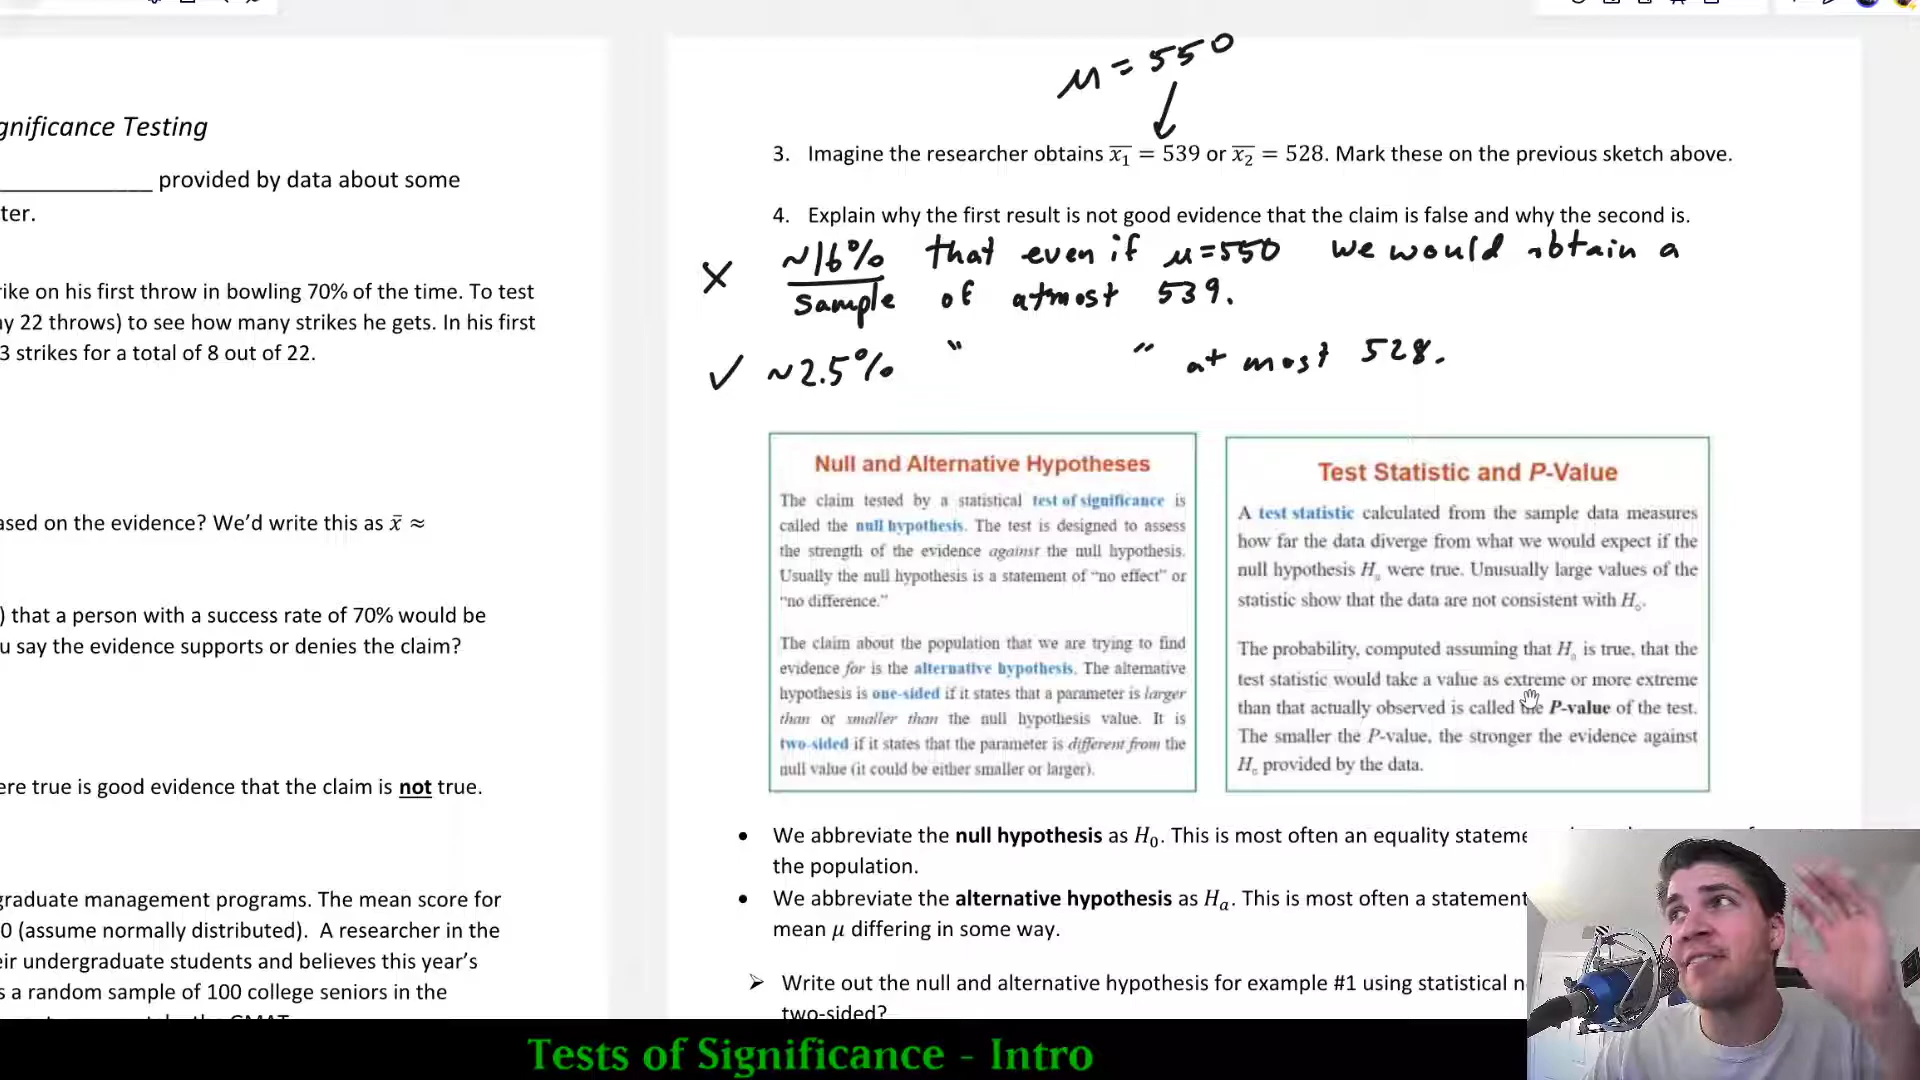 gnificance Testing
provided by data about some
ter.
ike on his first throw in bowling 70% of the time. To test
y 22 throws) to see how many strikes he gets. In his first
3 strikes for a total of 8 out of 22.
ased on the evidence? We'd write this as x̄ ≈
) that a person with a success rate of 70% would be
u say the evidence supports or denies the claim?
ere true is good evidence that the claim is not true.
graduate management programs. The mean score for
0 (assume normally distributed). A researcher in the
eir undergraduate students and believes this year's
s a random sample of 100 college seniors in the
μ = 550
3. Imagine the researcher obtains x̄₁ = 539 or x̄₂ = 528. Mark these on the previous sketch above.
4. Explain why the first result is not good evidence that the claim is false and why the second is.
X ~16% that even if μ=550 we would obtain a
sample of atmost 539.
✓ ~2.5% " " at most 528.
Null and Alternative Hypotheses
The claim tested by a statistical test of significance is
called the null hypothesis. The test is designed to assess
the strength of the evidence against the null hypothesis.
Usually the null hypothesis is a statement of "no effect" or
"no difference."
The claim about the population that we are trying to find
evidence for is the alternative hypothesis. The alternative
hypothesis is one-sided if it states that a parameter is larger
than or smaller than the null hypothesis value. It is
two-sided if it states that the parameter is different from the
null value (it could be either smaller or larger).
Test Statistic and P-Value
A test statistic calculated from the sample data measures
how far the data diverge from what we would expect if the
null hypothesis H₀ were true. Unusually large values of the
statistic show that the data are not consistent with H₀.
The probability, computed assuming that H₀ is true, that the
test statistic would take a value as extreme or more extreme
than that actually observed is called the P-value of the test.
The smaller the P-value, the stronger the evidence against
H₀ provided by the data.
• We abbreviate the null hypothesis as H₀. This is most often an equality stateme
the population.
• We abbreviate the alternative hypothesis as Hₐ. This is most often a statement
mean μ differing in some way.
➢ Write out the null and alternative hypothesis for example #1 using statistical n
two-sided?
Tests of Significance - Intro